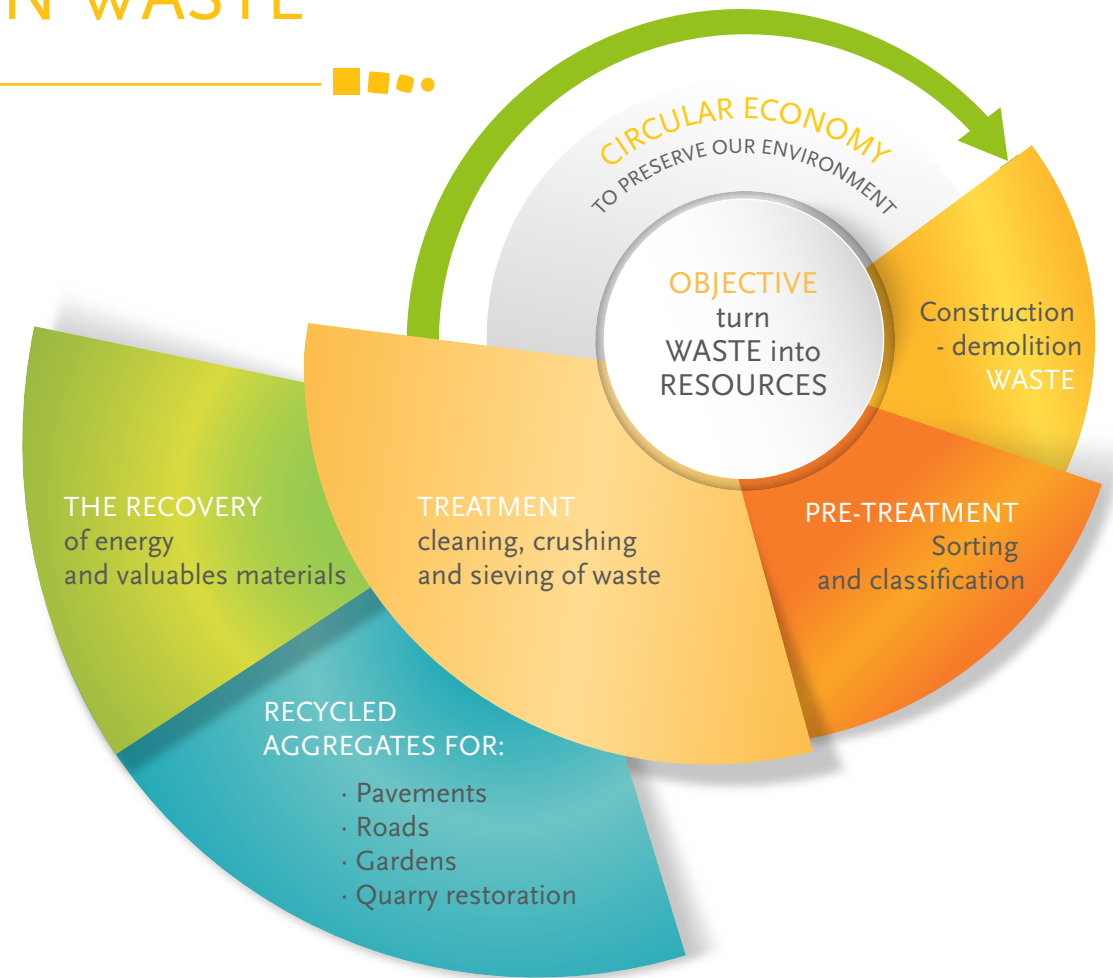 N WASTE
CIRCULAR ECONOMY
TO PRESERVE OUR ENVIRONMENT
OBJECTIVE
turn
WASTE into
RESOURCES
Construction
- demolition
WASTE
PRE-TREATMENT
Sorting
and classification
TREATMENT
cleaning, crushing
and sieving of waste
THE RECOVERY
of energy
and valuables materials
RECYCLED
AGGREGATES FOR:
· Pavements
· Roads
· Gardens
· Quarry restoration